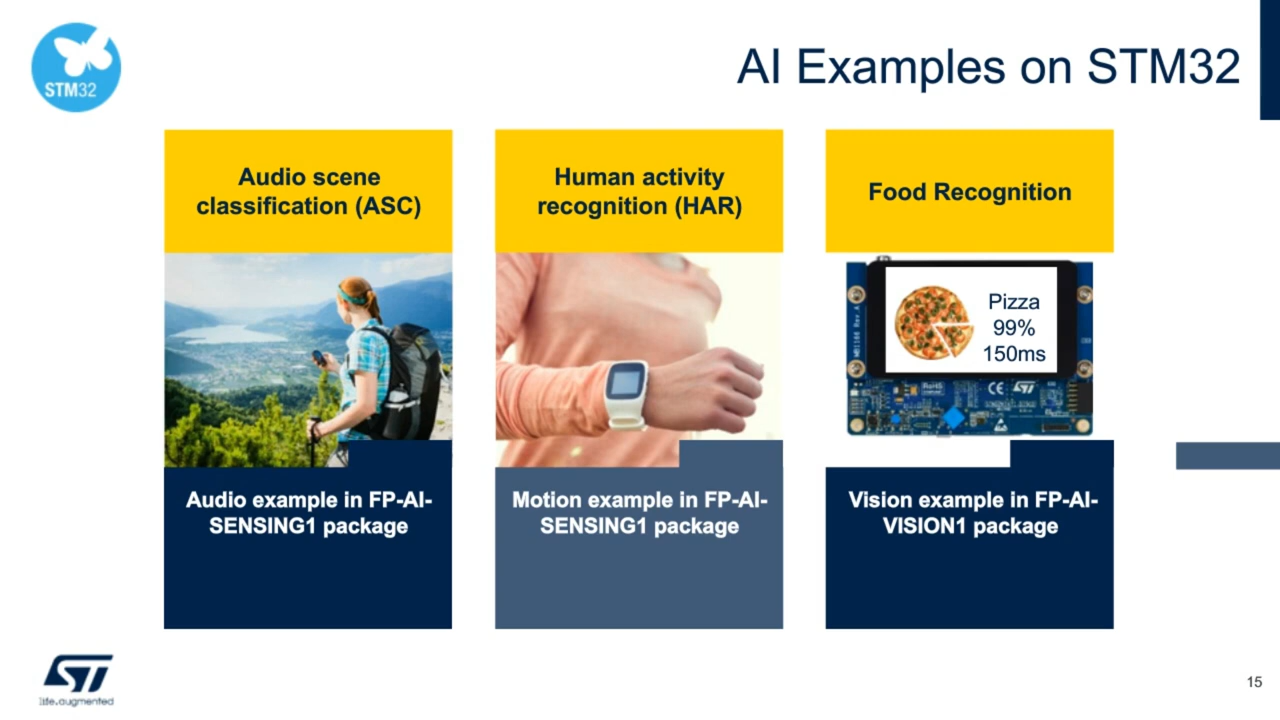 STM32
AI Examples on STM32
Audio scene
classification (ASC)
Human activity
recognition (HAR)
Food Recognition
Pizza
99%
150ms
Audio example in FP-AI-
SENSING1 package
Motion example in FP-AI-
SENSING1 package
Vision example in FP-AI-
VISION1 package
ST
life.augmented
15